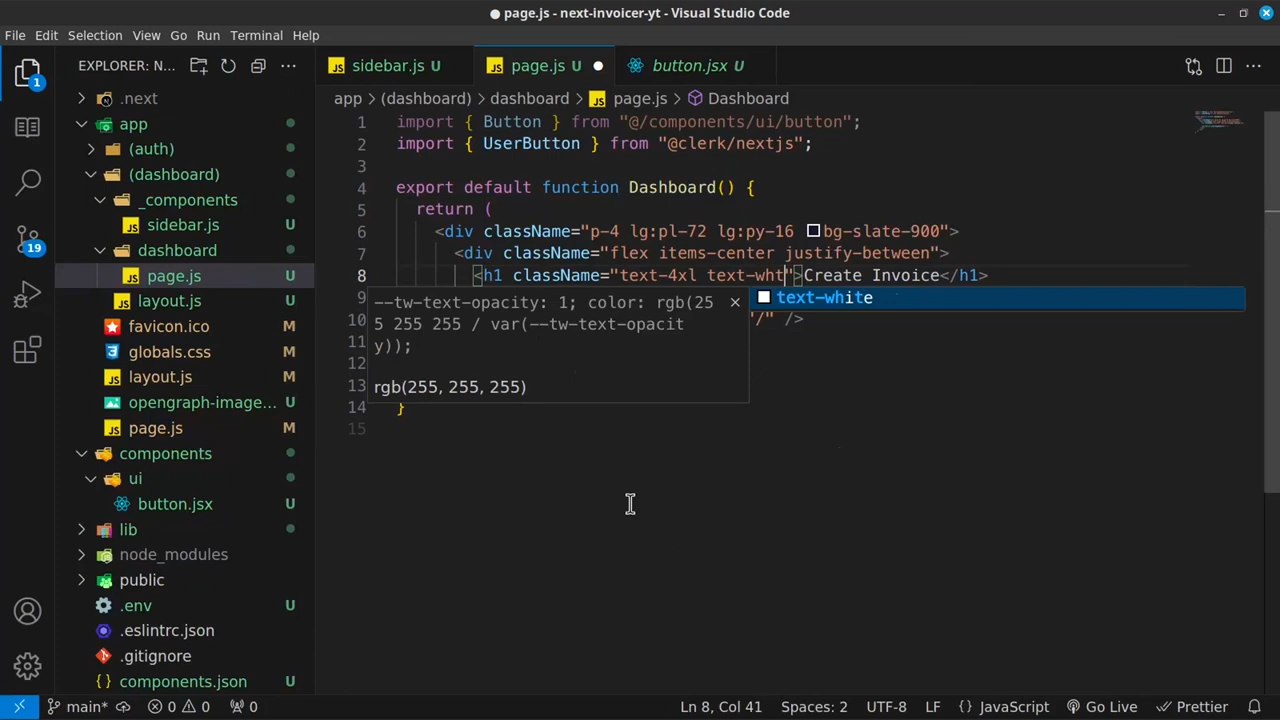 page.js - next-invoicer-yt - Visual Studio Code
File Edit Selection View Go Run Terminal Help
EXPLORER: N...
sidebar.js U
page.js U
button.jsx U
app > (dashboard) > dashboard > JS page.js > Dashboard
1
.next
app
(auth)
(dashboard)
_components
JS sidebar.js U
dashboard
JS page.js U
JS layout.js U
favicon.ico M
globals.css M
JS layout.js M
opengraph-image... U
JS page.js M
components
ui
button.jsx U
lib
node_modules
public
.env U
.eslintrc.json
.gitignore
components.json U
19
1 import { Button } from "@/components/ui/button";
2 import { UserButton } from "@clerk/nextjs";
3
4 export default function Dashboard() {
5 return (
6 <div className="p-4 lg:pl-72 lg:py-16 bg-slate-900">
7 <div className="flex items-center justify-between">
8 <h1 className="text-4xl text-wht">Create Invoice</h1>
9
10 "/" />
11
12
13
14 }
15
text-white
--tw-text-opacity: 1; color: rgb(25
5 255 255 / var(--tw-text-opacit
y));
rgb(255, 255, 255)
main* 0 0 0 Ln 8, Col 41 Spaces: 2 UTF-8 LF {} JavaScript Go Live Prettier